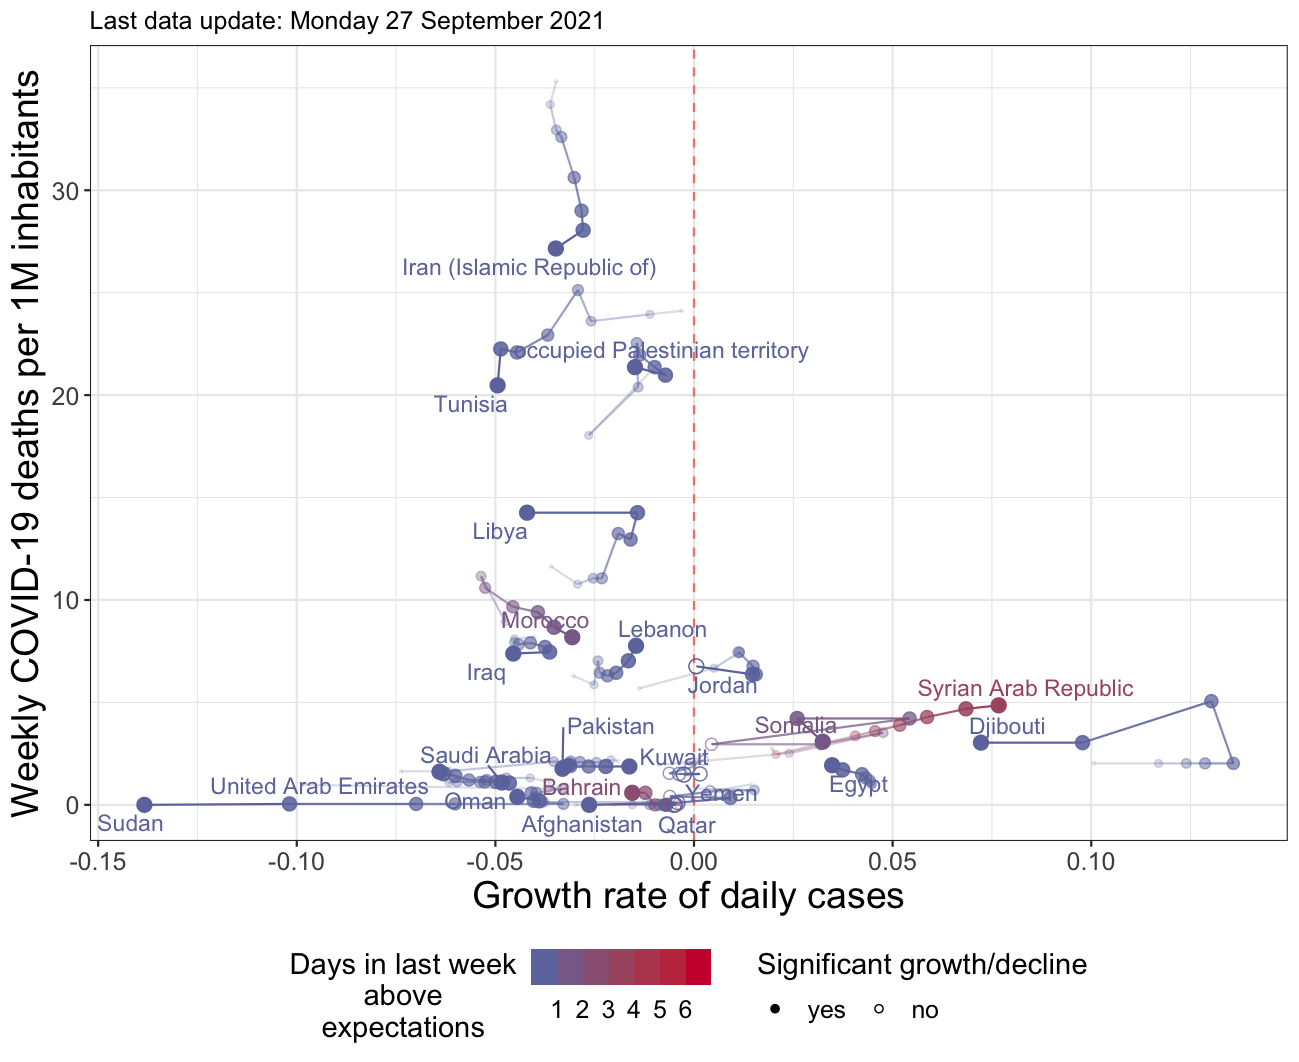 Last data update: Monday 27 September 2021
Weekly COVID-19 deaths per 1M inhabitants
30
20
10
0
Iran (Islamic Republic of)
occupied Palestinian territory
Tunisia
Libya
Morocco
Lebanon
Iraq
Jordan
Syrian Arab Republic
Somalia
Djibouti
Pakistan
Saudi Arabia
Kuwait
United Arab Emirates
Bahrain
Egypt
Oman
Yemen
Sudan
Afghanistan
Qatar
-0.15
-0.10
-0.05
0.00
0.05
0.10
Growth rate of daily cases
Days in last week
above
expectations
1 2 3 4 5 6
Significant growth/decline
yes
no